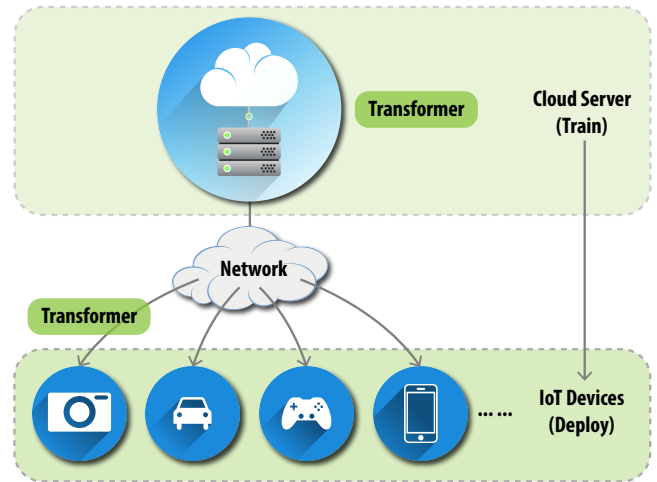 Transformer
Cloud Server
(Train)
Network
Transformer
... ...
IoT Devices
(Deploy)